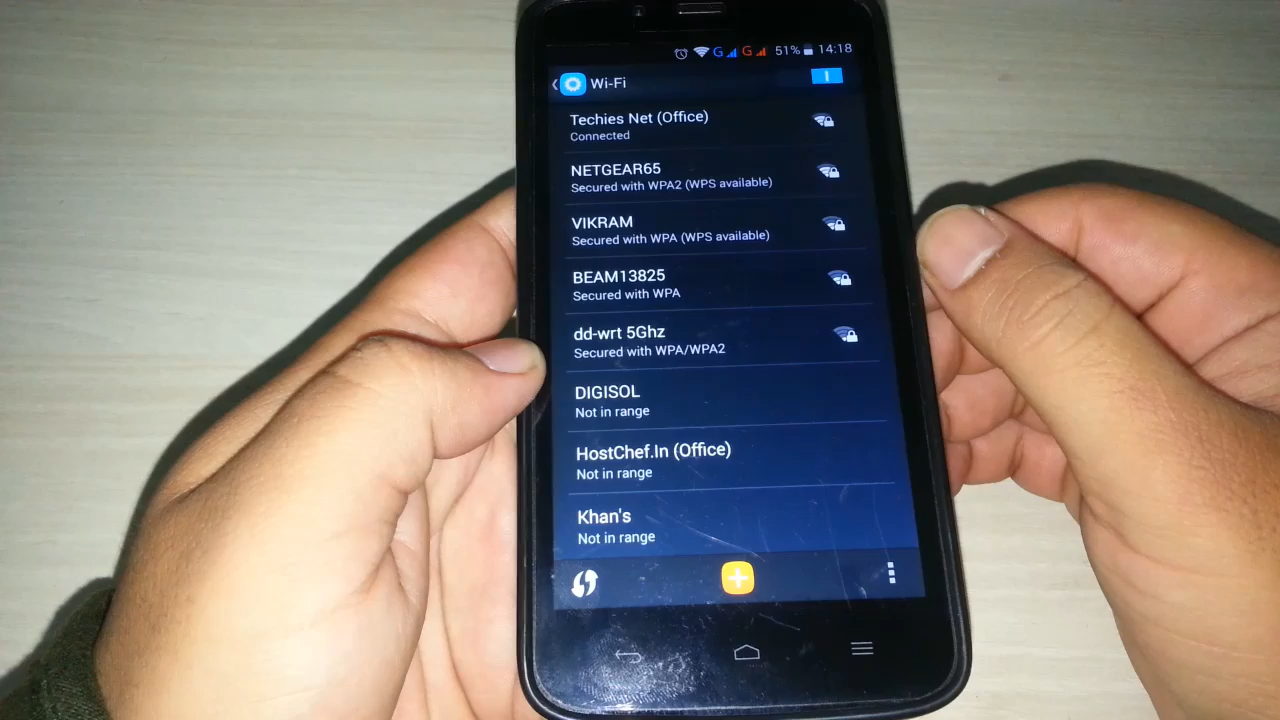 G G 51% 14:18
Wi-Fi
Techies Net (Office)
Connected
NETGEAR65
Secured with WPA2 (WPS available)
VIKRAM
Secured with WPA (WPS available)
BEAM13825
Secured with WPA
dd-wrt 5Ghz
Secured with WPA/WPA2
DIGISOL
Not in range
HostChef.In (Office)
Not in range
Khan's
Not in range